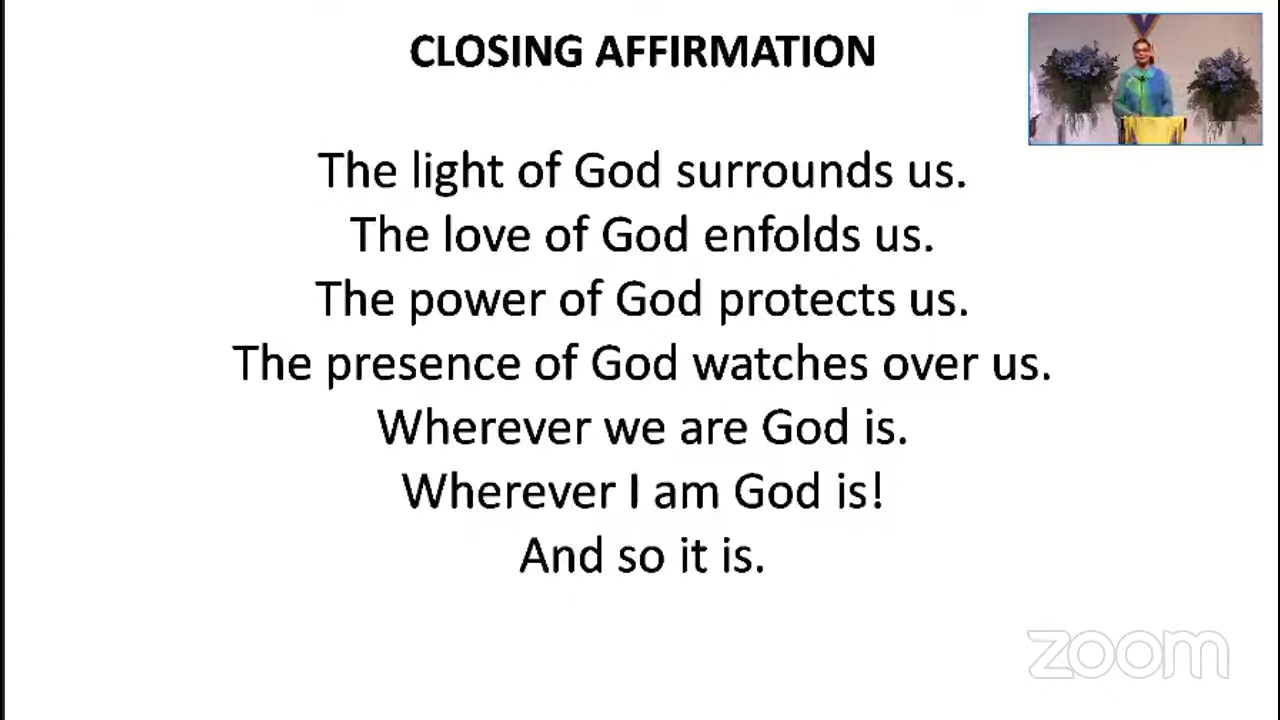 CLOSING AFFIRMATION
The light of God surrounds us.
The love of God enfolds us.
The power of God protects us.
The presence of God watches over us.
Wherever we are God is.
Wherever I am God is!
And so it is.
zoom